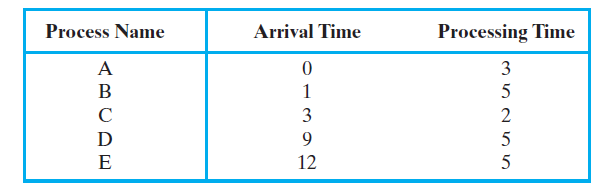 Process Name Arrival Time Processing Time
A 0 3
B 1 5
C 3 2
D 9 5
E 12 5